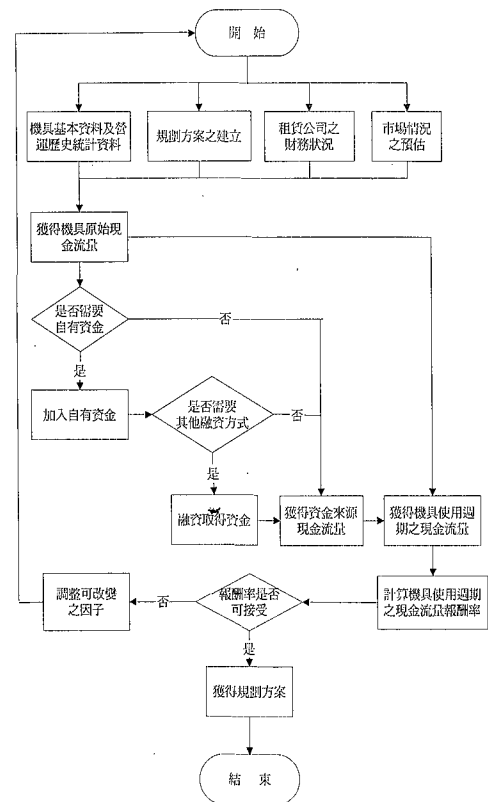 開 始
機具基本資料及營
運歷史統計資料
規劃方案之建立
租賃公司之
財務狀況
市場情況
之預估
獲得機具原始現
金流量
是否需要
自有資金
否
是
加入自有資金
是否需要
其他融資方式
否
是
融資取得資金
獲得資金來源
現金流量
獲得機具使用週
期之現金流量
調整可改變
之因子
否
報酬率是否
可接受
計算機具使用週期
之現金流量報酬率
是
獲得規劃方案
結 束